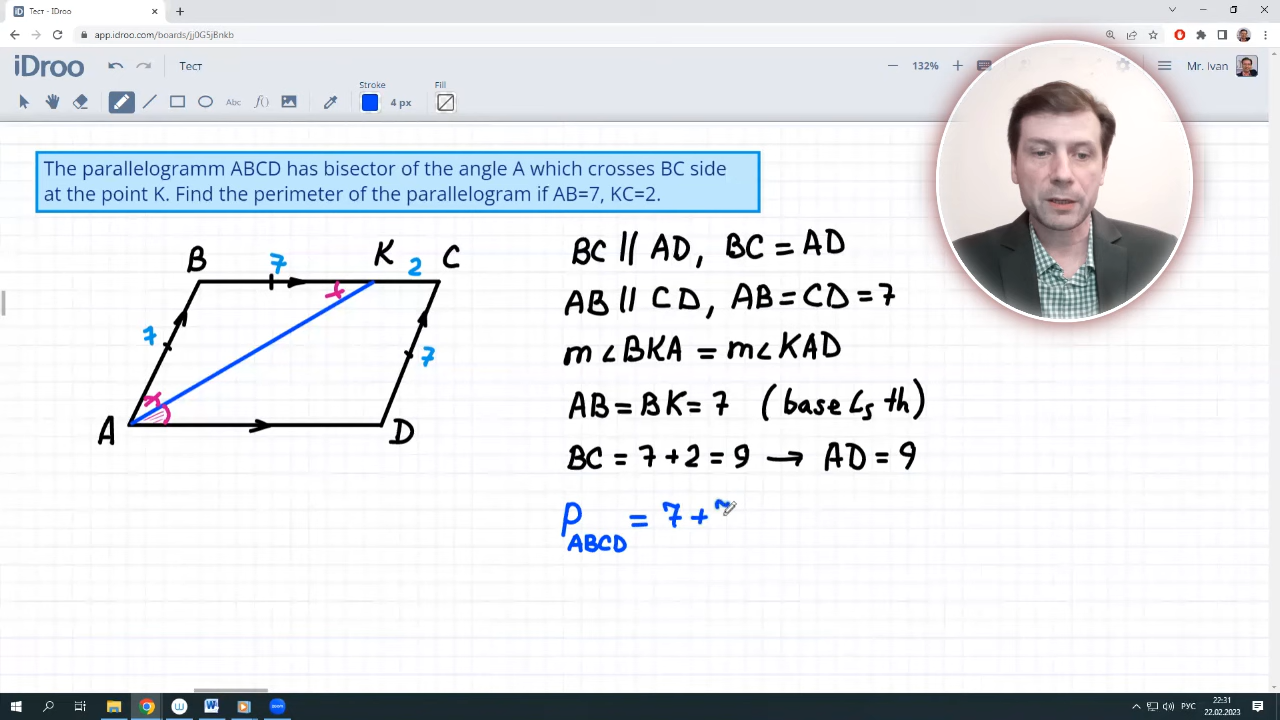 Тест - IDroo
app.idroo.com/boards/jj0G5jBnkb
iDroo
Тест
132%
Mr. Ivan
Stroke
4 px
Fill
Abc
f()
The parallelogramm ABCD has bisector of the angle A which crosses BC side
at the point K. Find the perimeter of the parallelogram if AB=7, KC=2.
B 7 K 2 C
7
x
x
7
A
D
BC || AD, BC = AD
AB || CD, AB = CD = 7
m∠BKA = m∠KAD
AB = BK = 7 (base ∠s th)
BC = 7 + 2 = 9 → AD = 9
P ABCD = 7 +
W
W
zoom
РУС
22:31
22.02.2023